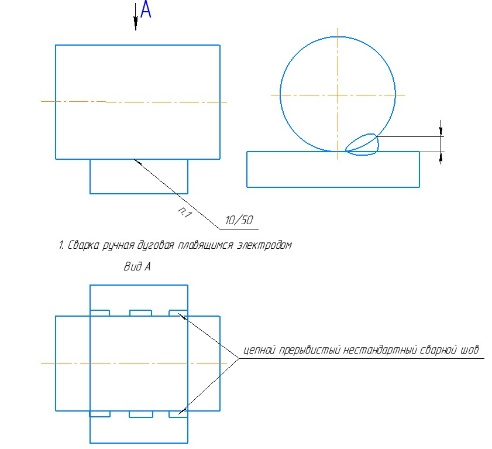 А
п.1
10/50
1. Сварка ручная дуговая плавящимся электродом
Вид А
цепной прерывистый нестандартный сварной шов